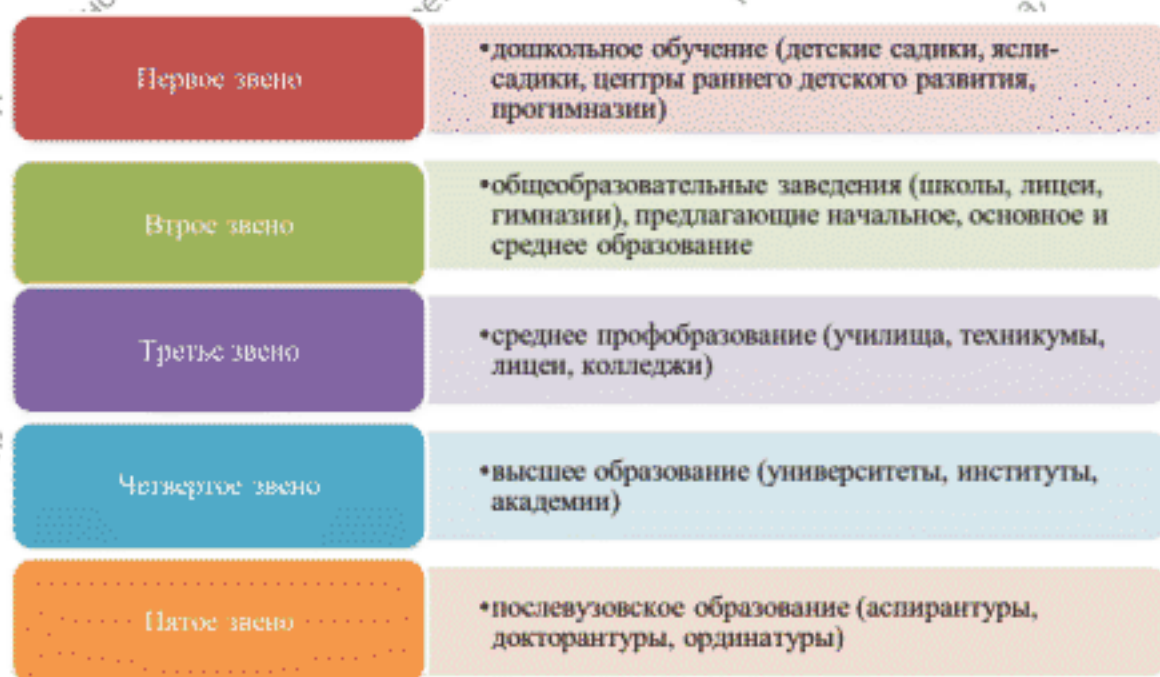 Первое звено
•дошкольное обучение (детские садики, ясли-
садики, центры раннего детского развития,
прогимназии)
Втрое звено
•общеобразовательные заведения (школы, лицеи,
гимназии), предлагающие начальное, основное и
среднее образование
Третье звено
•среднее профобразование (училища, техникумы,
лицеи, колледжи)
Четвертое звено
•высшее образование (университеты, институты,
академии)
Пятое звено
•послевузовское образование (аспирантуры,
докторантуры, ординатуры)